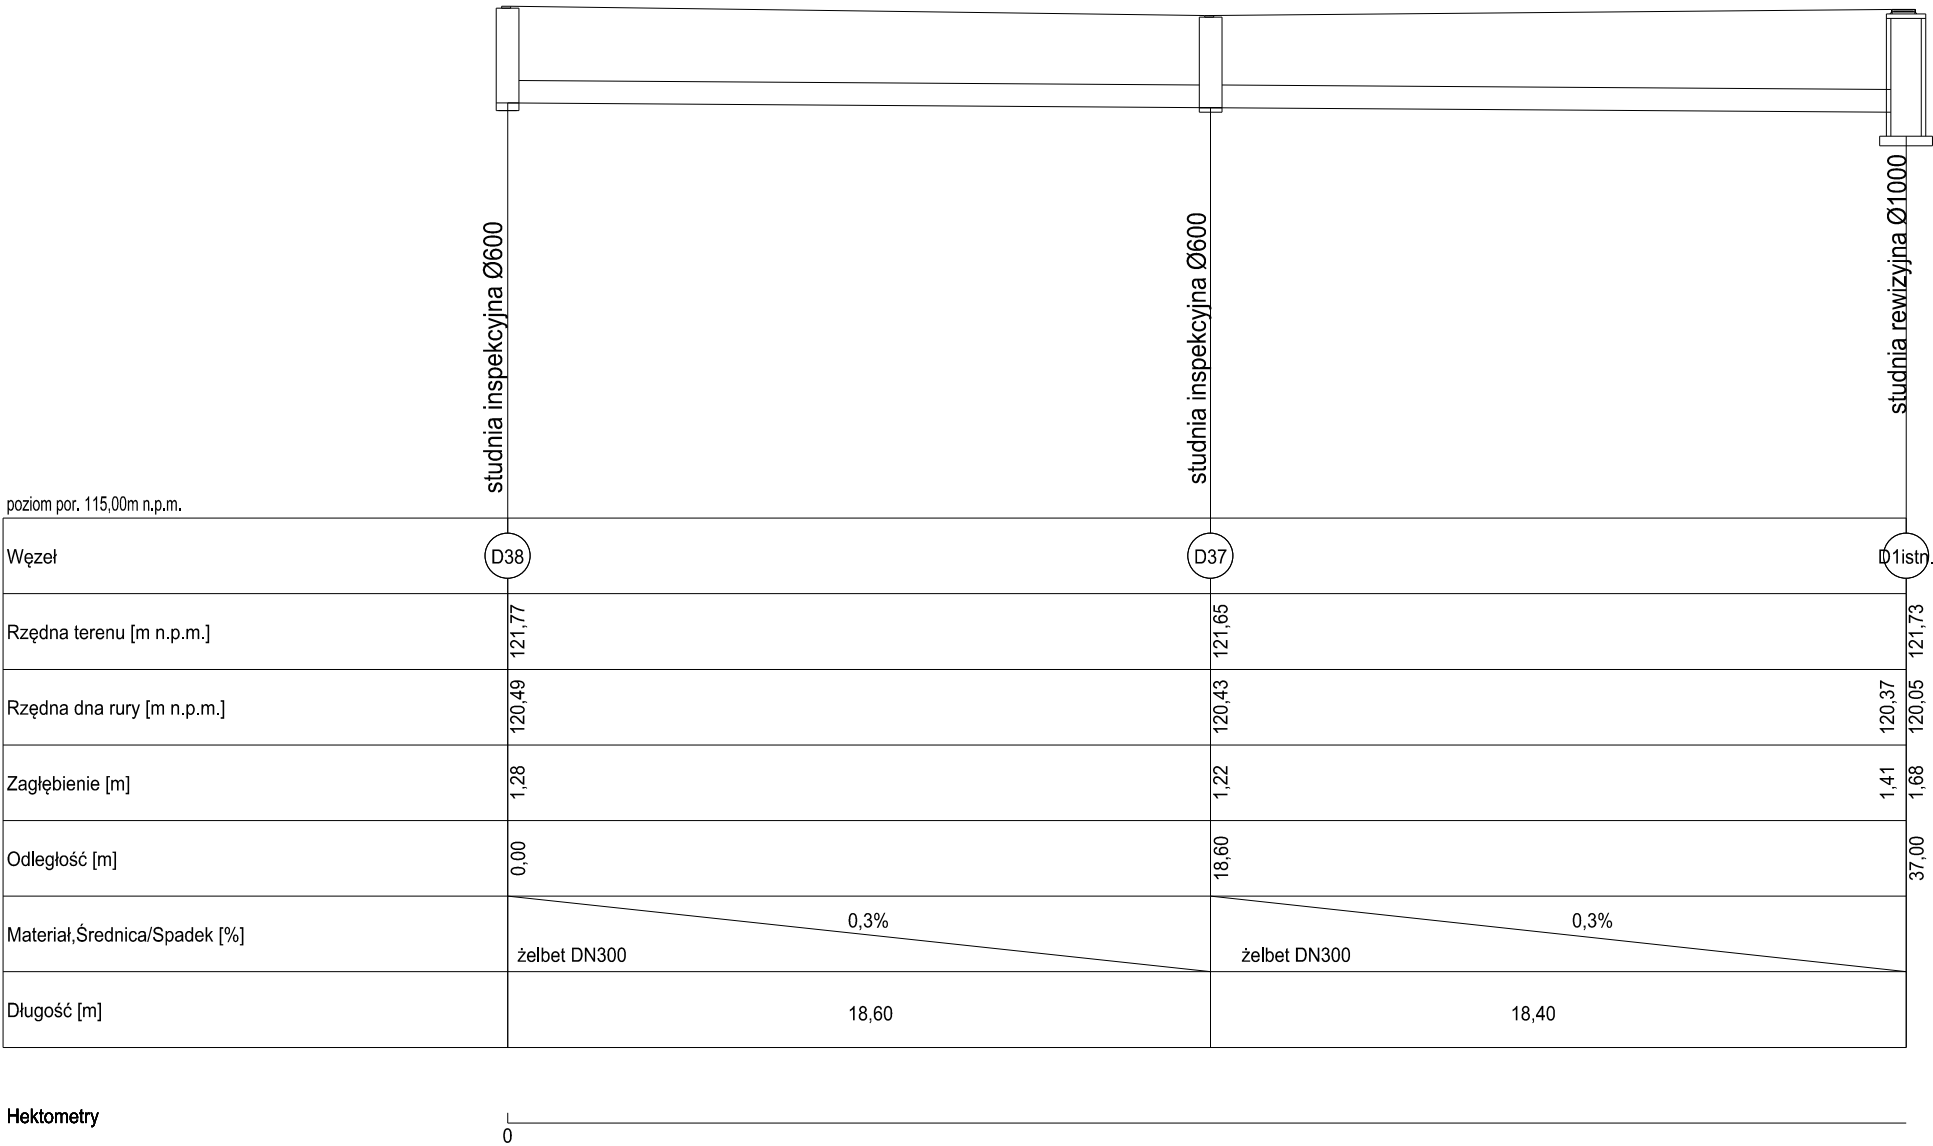 studnia inspekcyjna Ø600
studnia inspekcyjna Ø600
studnia rewizyjna Ø1000
poziom por. 115,00m n.p.m.
Węzeł D38 D37 D1istn.
Rzędna terenu [m n.p.m.] 121,77 121,65 121,73
Rzędna dna rury [m n.p.m.] 120,49 120,43 120,37 120,05
Zagłębienie [m] 1,28 1,22 1,41 1,68
Odległość [m] 0,00 18,60 37,00
0,3% 0,3%
Materiał,Średnica/Spadek [%]
żelbet DN300 żelbet DN300
Długość [m] 18,60 18,40
Hektometry
0